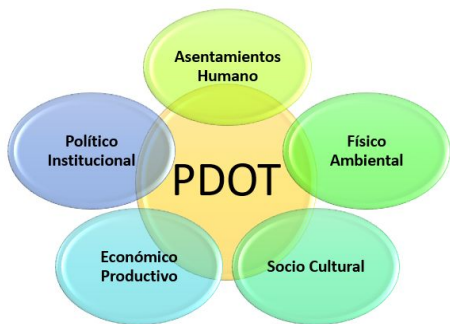 Asentamientos
Humano
Político
Institucional
Físico
Ambiental
PDOT
Económico
Productivo
Socio Cultural